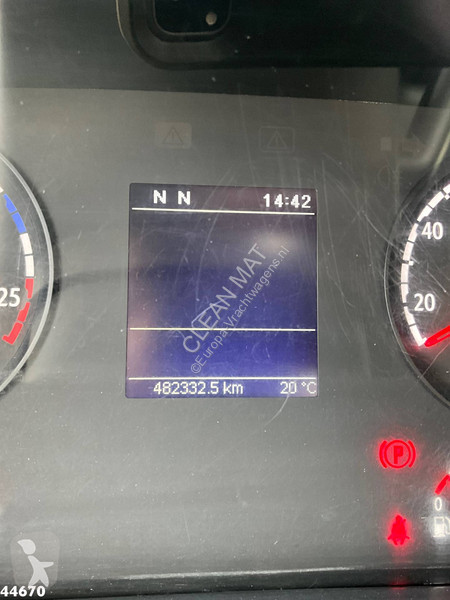 N N 14:42
40
CLEAN MAT
©Europa-Vrachtwagens.nl
25
20
482332.5 km 20 °C
P
0
44670